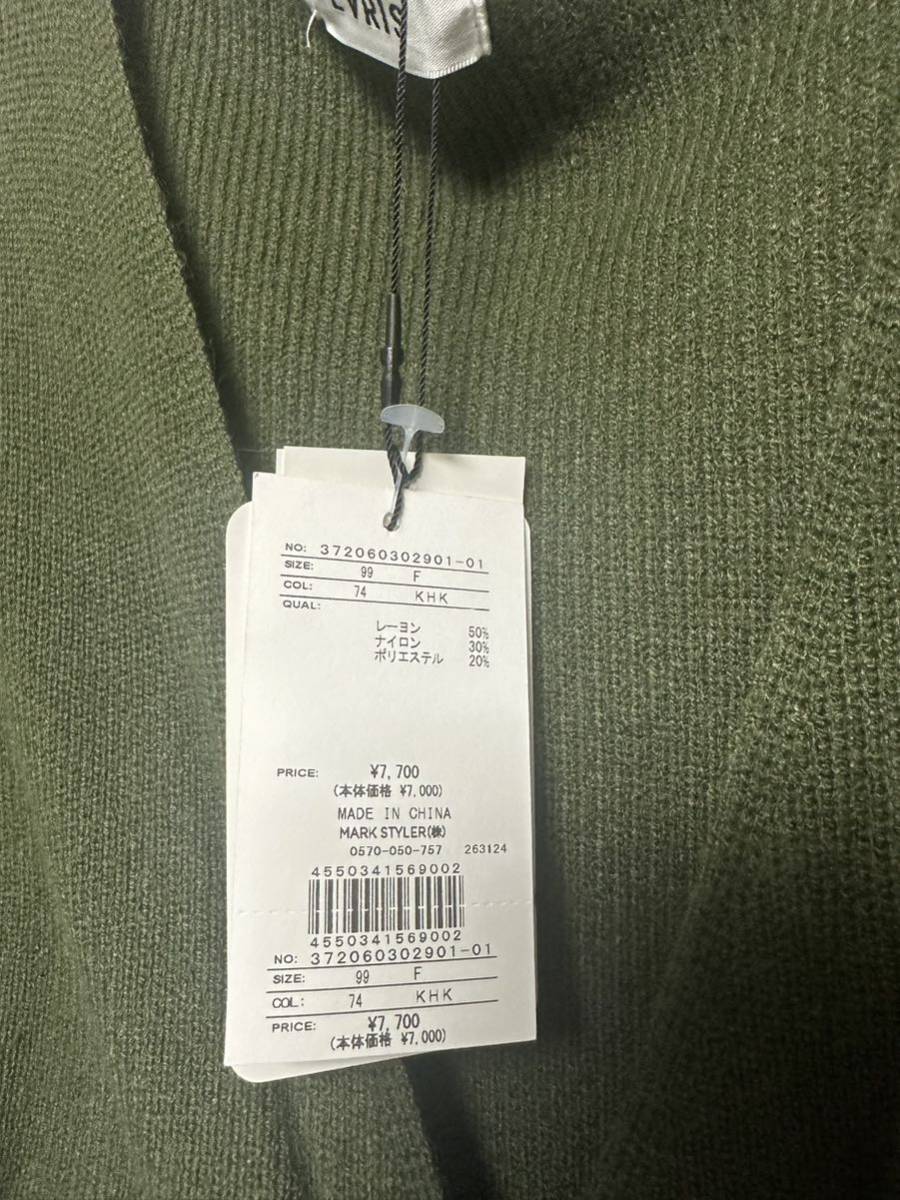 EVRIS
NO: 372060302901-01
SIZE: 99 F
COL: 74 KHK
QUAL:
レーヨン 50%
ナイロン 30%
ポリエステル 20%
PRICE: ¥7,700
(本体価格 ¥7,000)
MADE IN CHINA
MARK STYLER(株)
0570-050-757 263124
4550341569002
4550341569002
NO: 372060302901-01
SIZE: 99 F
COL: 74 KHK
PRICE: ¥7,700
(本体価格 ¥7,000)